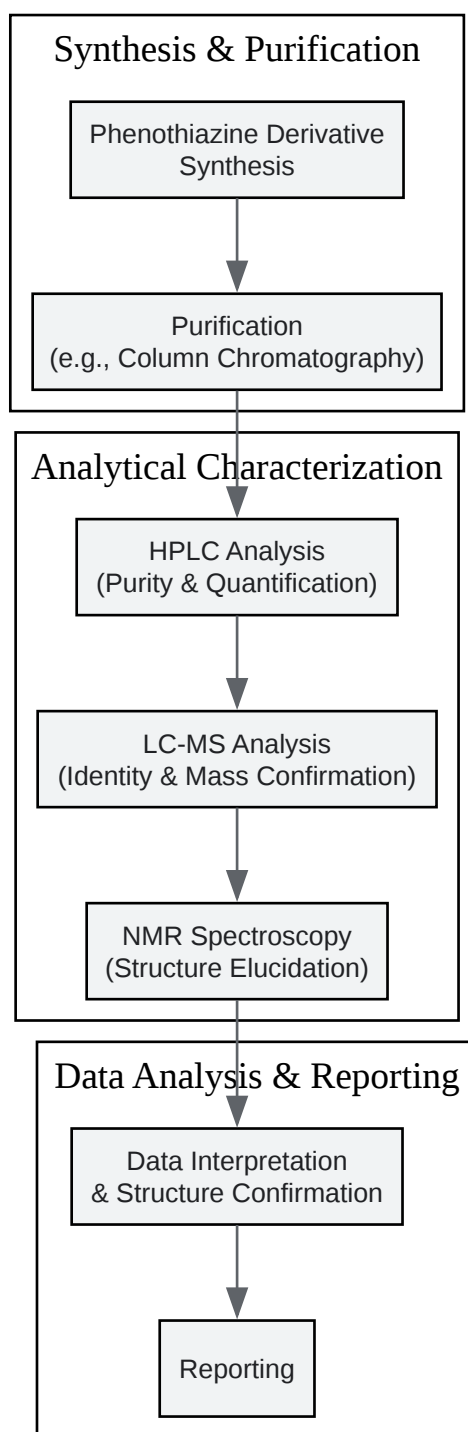 Synthesis & Purification
Phenothiazine Derivative
Synthesis
Purification
(e.g., Column Chromatography)
Analytical Characterization
HPLC Analysis
(Purity & Quantification)
LC-MS Analysis
(Identity & Mass Confirmation)
NMR Spectroscopy
(Structure Elucidation)
Data Analysis & Reporting
Data Interpretation
& Structure Confirmation
Reporting